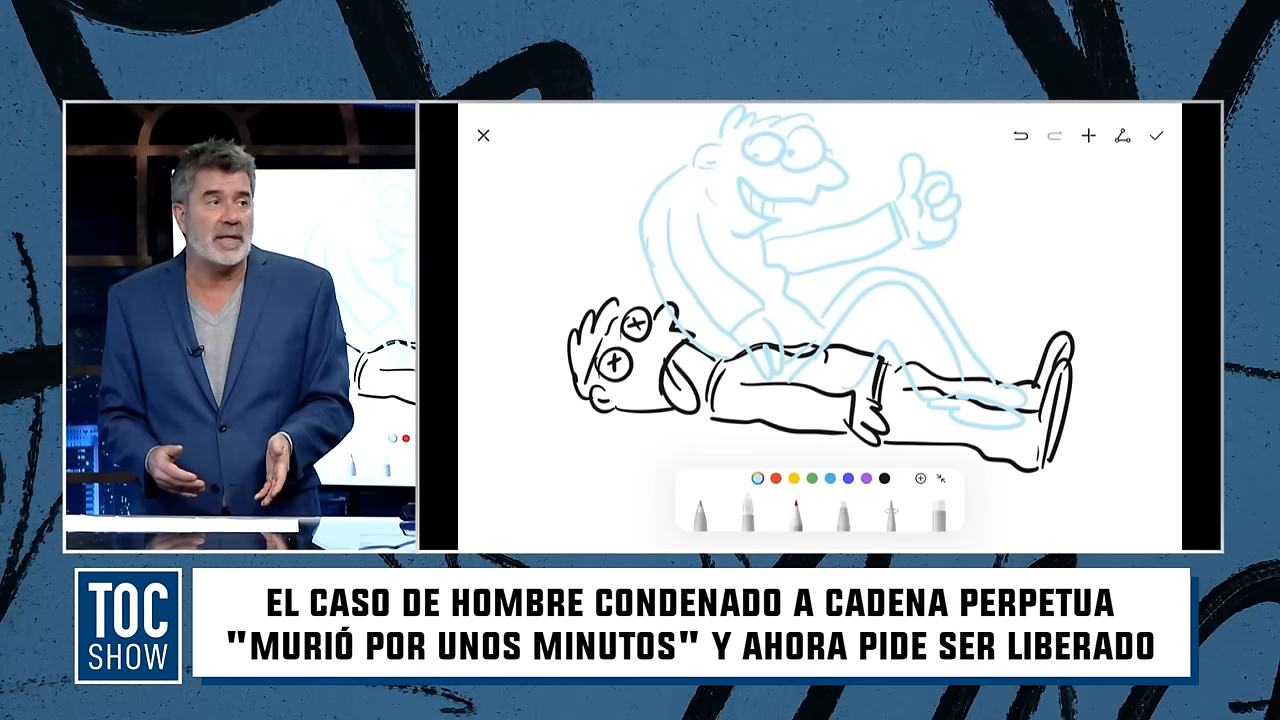 TOC
SHOW
EL CASO DE HOMBRE CONDENADO A CADENA PERPETUA
"MURIÓ POR UNOS MINUTOS" Y AHORA PIDE SER LIBERADO